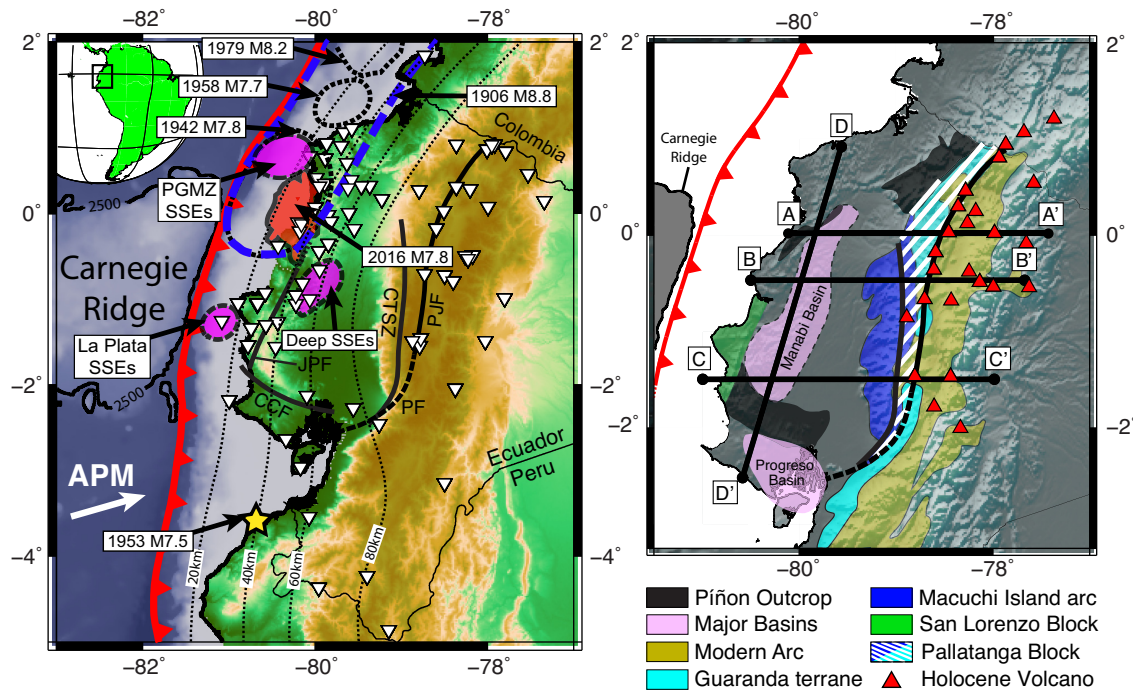 −82
−80
−78
−80
−78
2°
2°
2°
1979 M8.2
1958 M7.7
1906 M8.8
1942 M7.8
Colombia
D
Carnegie
Ridge
PGMZ
SSEs
2500
0°
0°
0°
A
A'
2016 M7.8
Carnegie
Ridge
CTSZ
PJF
B
B'
Manabi Basin
La Plata
SSEs
Deep SSEs
JPF
C
C'
−2°
−2°
−2°
2500
CCF
PF
Ecuador
Peru
Progreso
Basin
D'
APM
1953 M7.5
20km
40km
60km
80km
−4°
−4°
−4°
−82
−80
−78
−80
−78
Píñon Outcrop
Macuchi Island arc
Major Basins
San Lorenzo Block
Modern Arc
Pallatanga Block
Guaranda terrane
Holocene Volcano